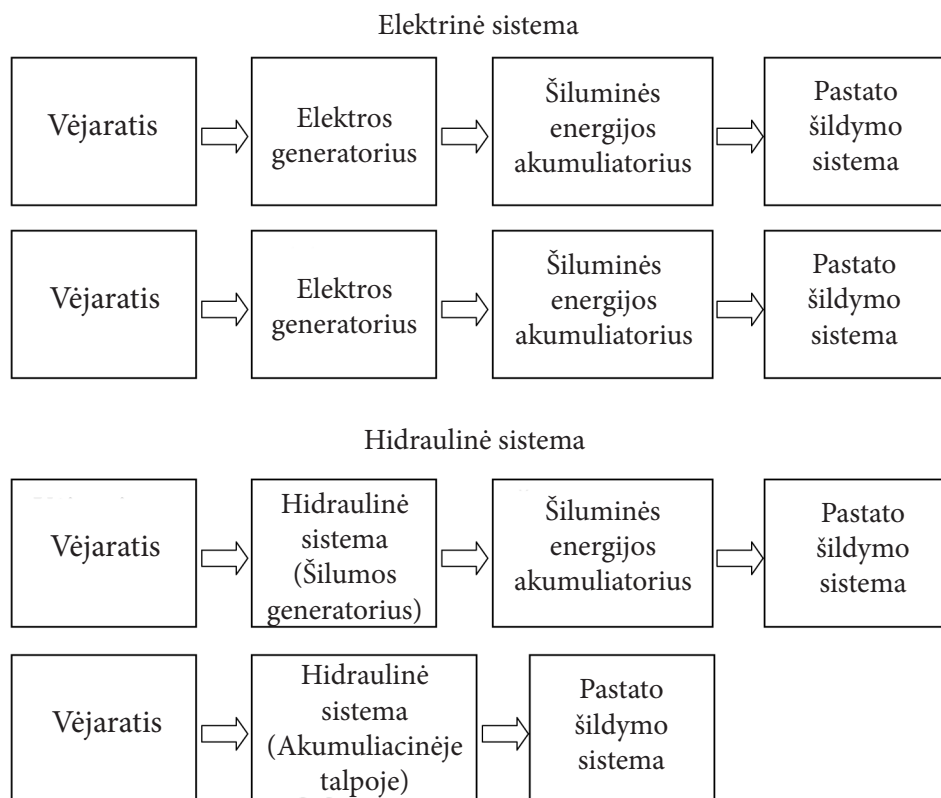 Elektrinė sistema
Vėjaratis
Elektros
generatorius
Šiluminės
energijos
akumuliatorius
Pastato
šildymo
sistema
Vėjaratis
Elektros
generatorius
Šiluminės
energijos
akumuliatorius
Pastato
šildymo
sistema
Hidraulinė sistema
Vėjaratis
Hidraulinė
sistema
(Šilumos
generatorius)
Šiluminės
energijos
akumuliatorius
Pastato
šildymo
sistema
Vėjaratis
Hidraulinė
sistema
(Akumuliacinėje
talpoje)
Pastato
šildymo
sistema